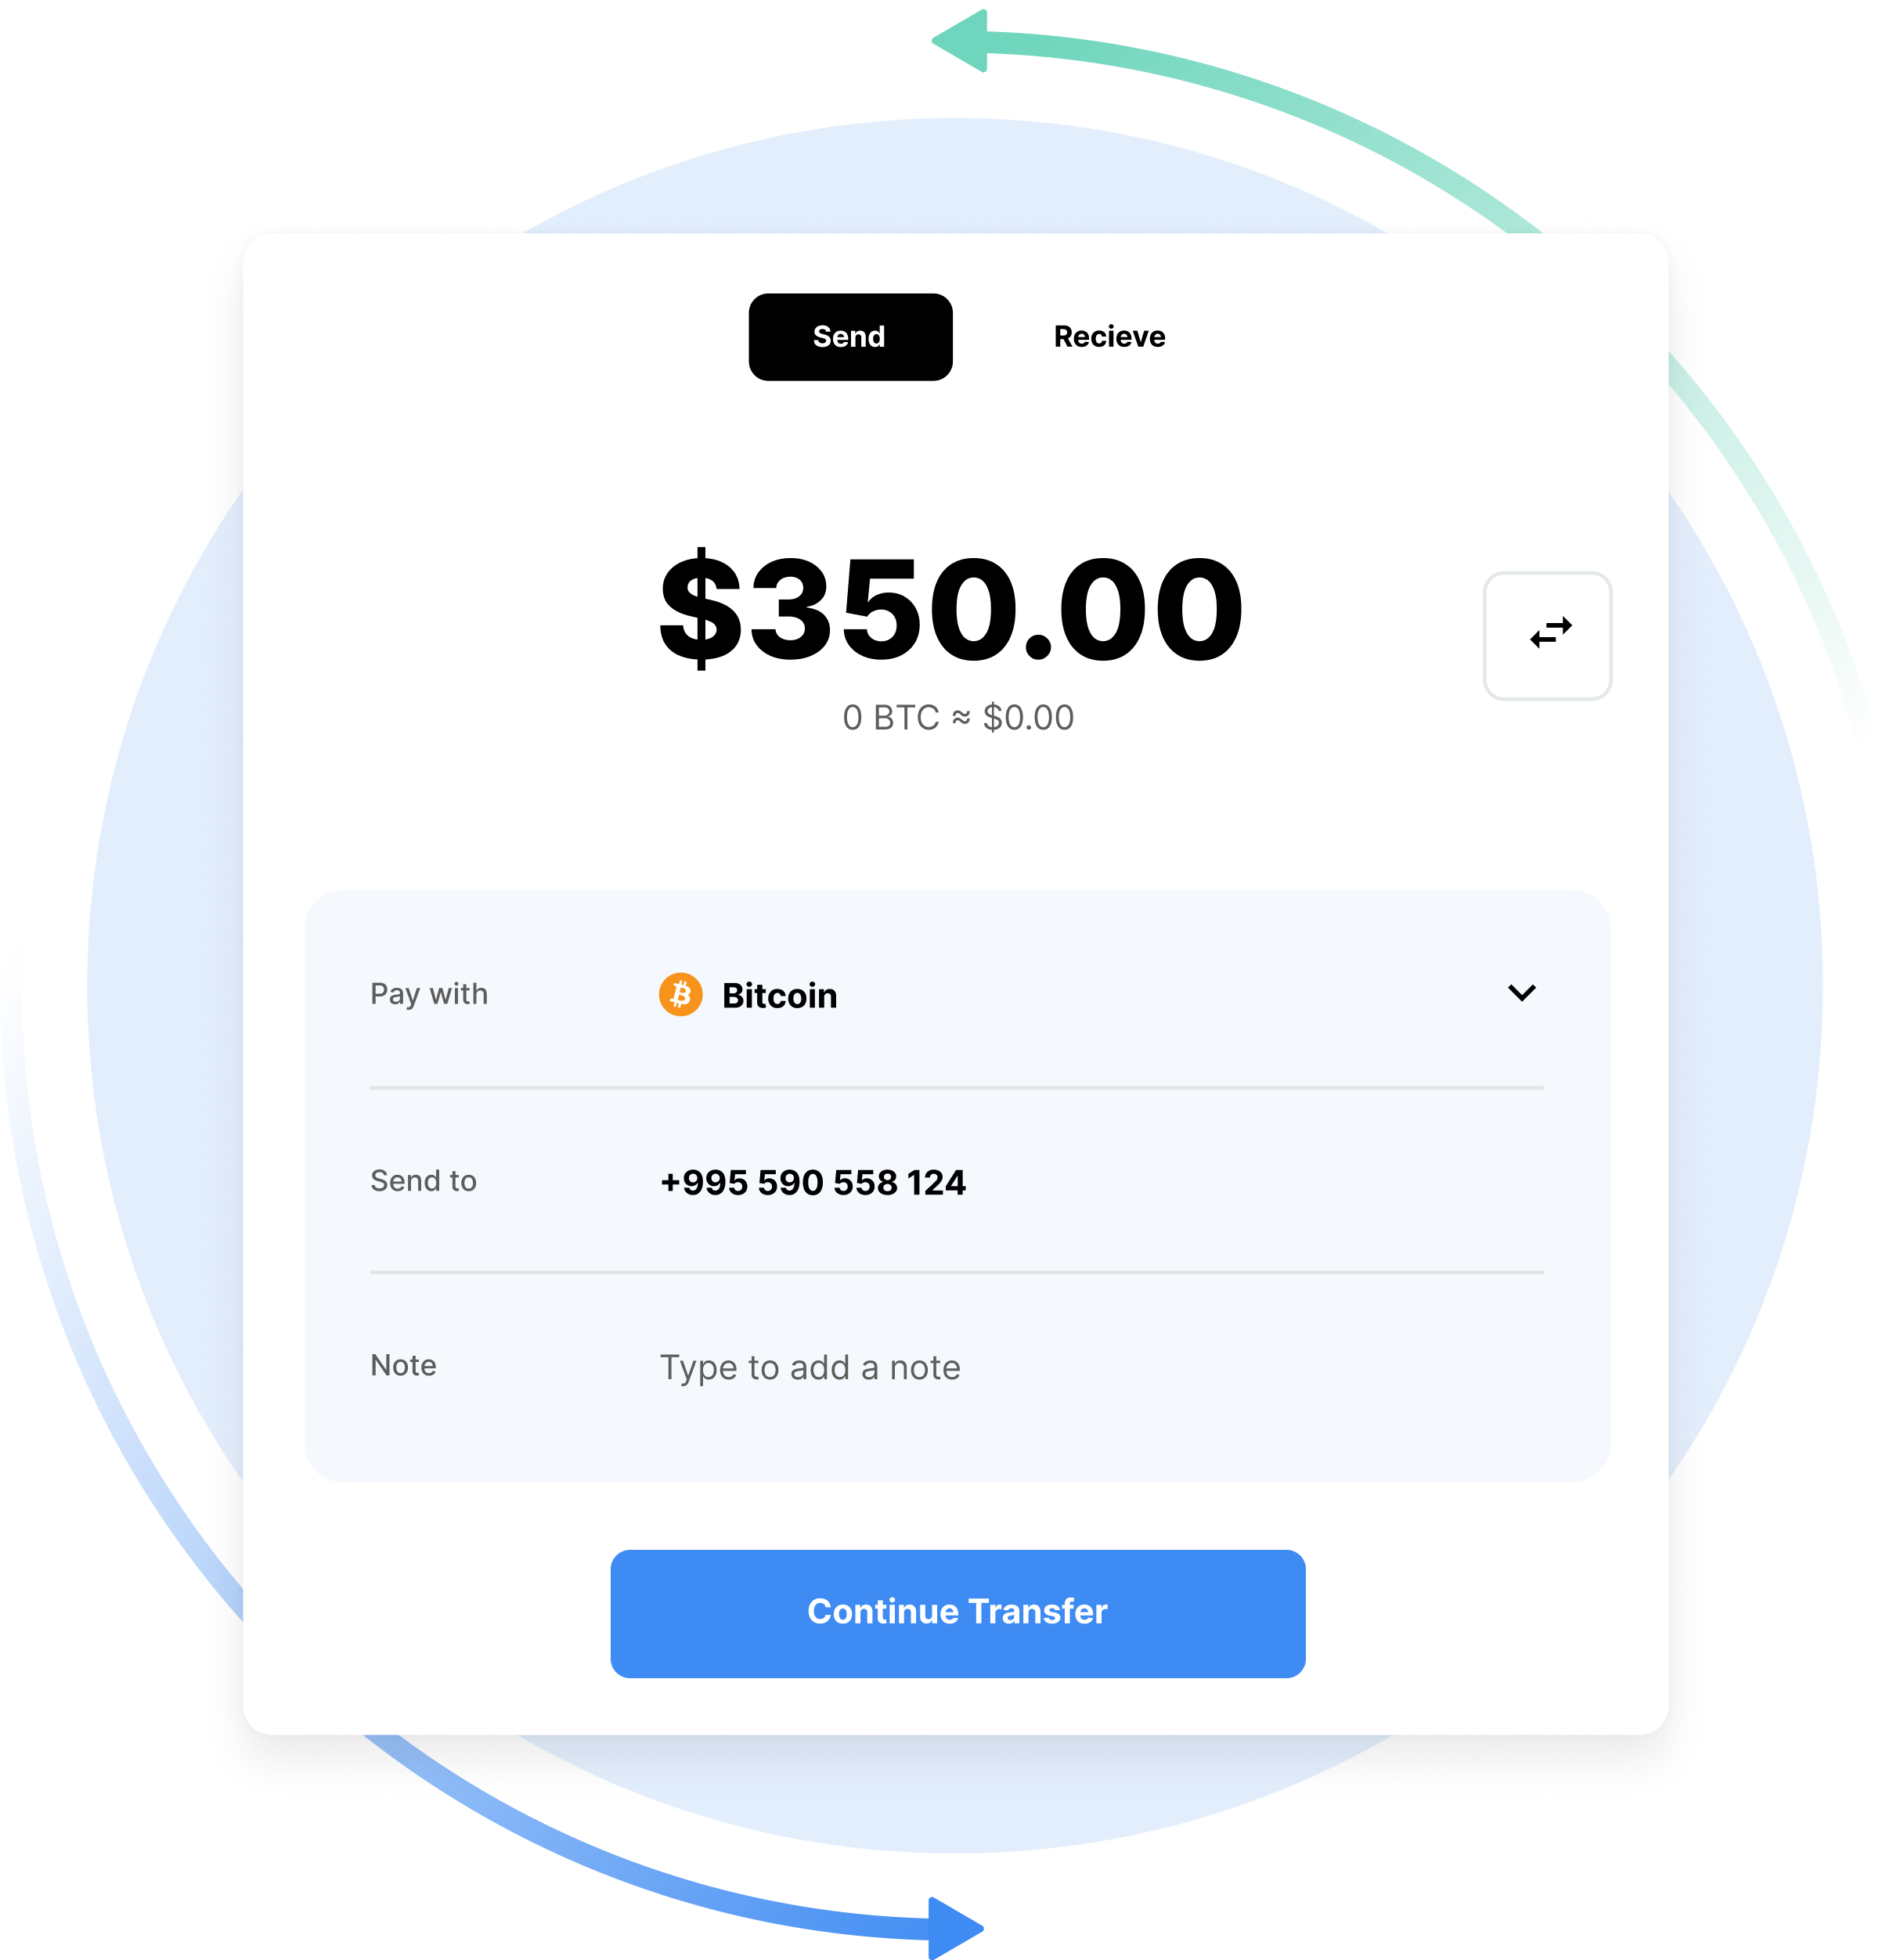 Send Recieve
$350.00
0 BTC ≈ $0.00
Pay with Bitcoin
Send to +995 590 558 124
Note Type to add a note
Continue Transfer